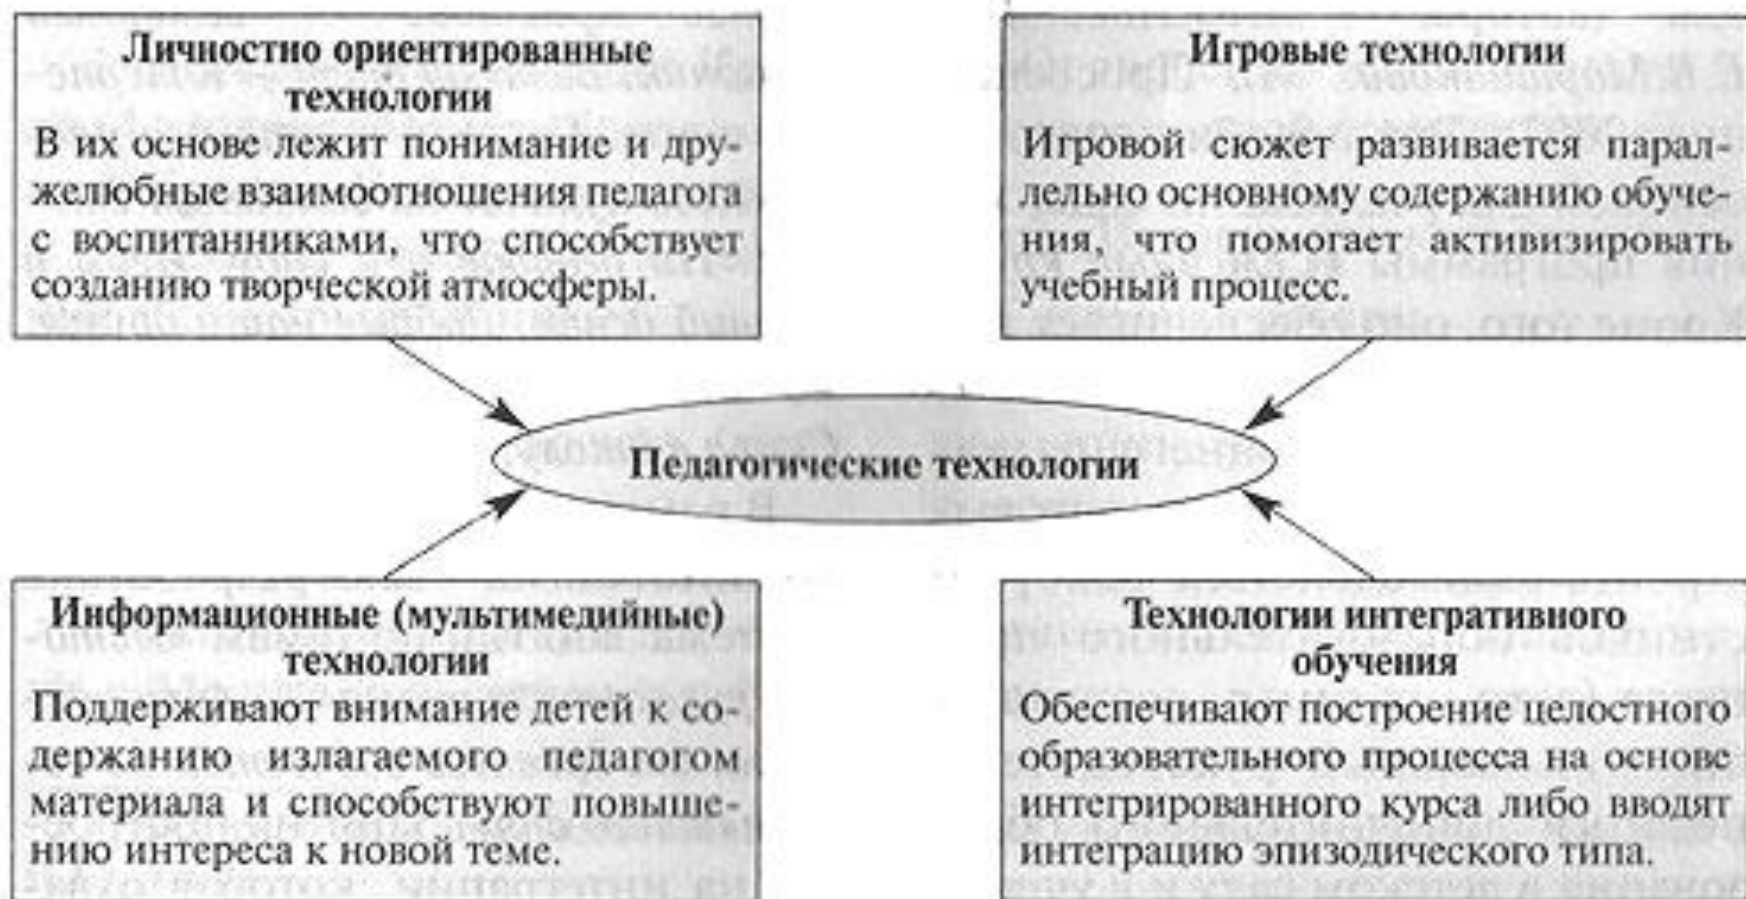 Личностно ориентированные
технологии
В их основе лежит понимание и дру-
желюбные взаимоотношения педагога
с воспитанниками, что способствует
созданию творческой атмосферы.
Игровые технологии
Игровой сюжет развивается парал-
лельно основному содержанию обуче-
ния, что помогает активизировать
учебный процесс.
Педагогические технологии
Информационные (мультимедийные)
технологии
Поддерживают внимание детей к со-
держанию излагаемого педагогом
материала и способствуют повыше-
нию интереса к новой теме.
Технологии интегративного
обучения
Обеспечивают построение целостного
образовательного процесса на основе
интегрированного курса либо вводят
интеграцию эпизодического типа.